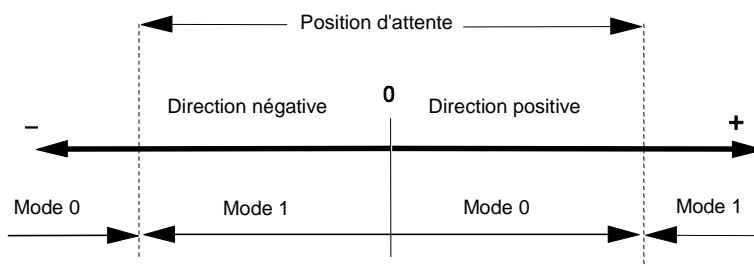 Position d'attente
0
Direction négative Direction positive
– +
Mode 0 Mode 1 Mode 0 Mode 1